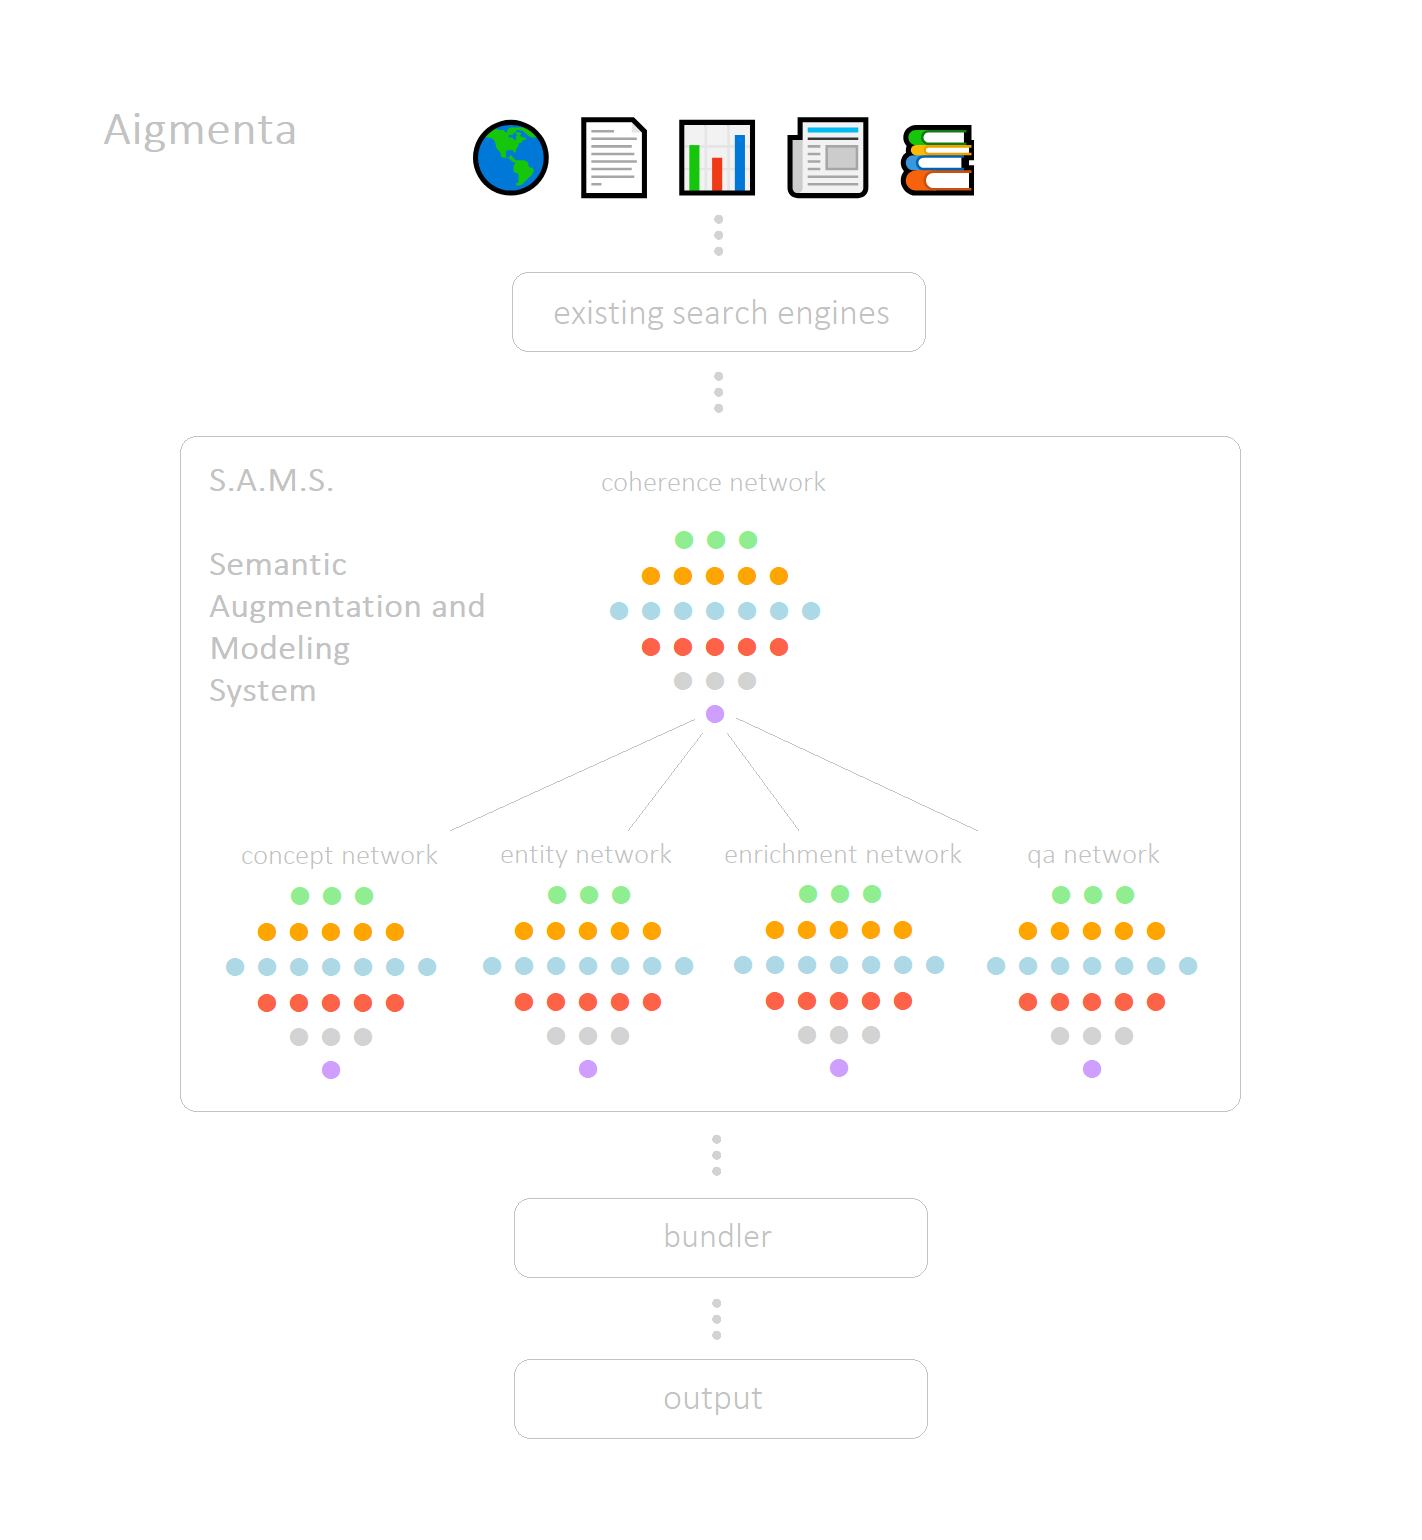 Aigmenta
existing search engines
S.A.M.S.
coherence network
Semantic
Augmentation and
Modeling
System
concept network
entity network
enrichment network
qa network
bundler
output